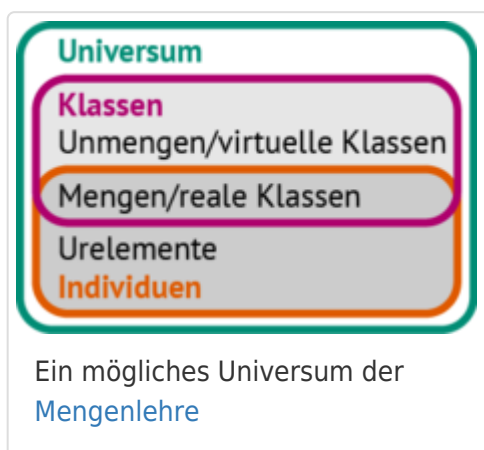 Universum
Klassen
Unmengen/virtuelle Klassen
Mengen/reale Klassen
Urelemente
Individuen
Ein mögliches Universum der
Mengenlehre